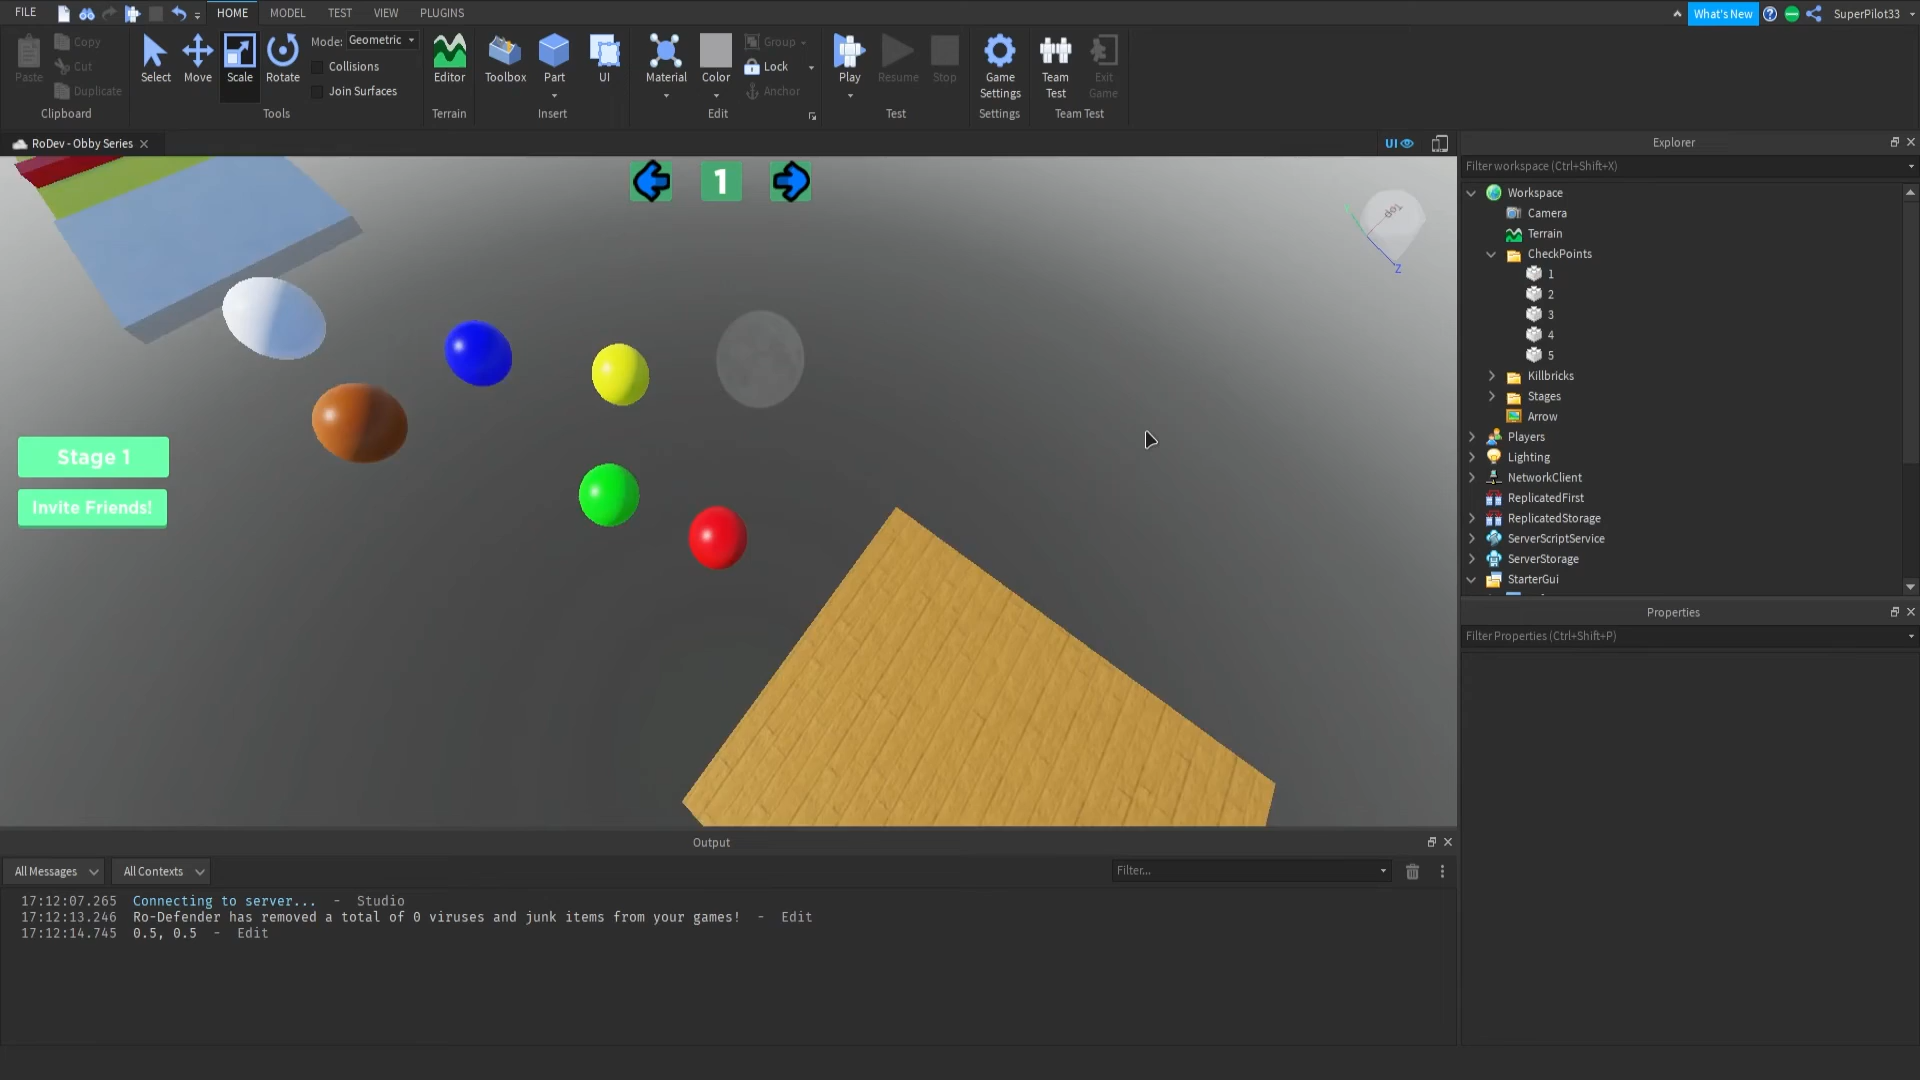 FILE HOME MODEL TEST VIEW PLUGINS What's New SuperPilot33
Paste Copy Cut Duplicate Clipboard
Select Move Scale Rotate Mode: Geometric Collisions Join Surfaces Tools
Editor Terrain
Toolbox Part UI Insert
Material Color Group Lock Anchor Edit
Play Resume Stop Test
Game Settings Settings
Team Test Exit Game Team Test
RoDev - Obby Series UI
1
Top
Z
Stage 1
Invite Friends!
Explorer
Filter workspace (Ctrl+Shift+X)
Workspace
Camera
Terrain
CheckPoints
1
2
3
4
5
Killbricks
Stages
Arrow
Players
Lighting
NetworkClient
ReplicatedFirst
ReplicatedStorage
ServerScriptService
ServerStorage
StarterGui
Properties
Filter Properties (Ctrl+Shift+P)
Output
All Messages All Contexts Filter...
17:12:07.265 Connecting to server... - Studio
17:12:13.246 Ro-Defender has removed a total of 0 viruses and junk items from your games! - Edit
17:12:14.745 0.5, 0.5 - Edit